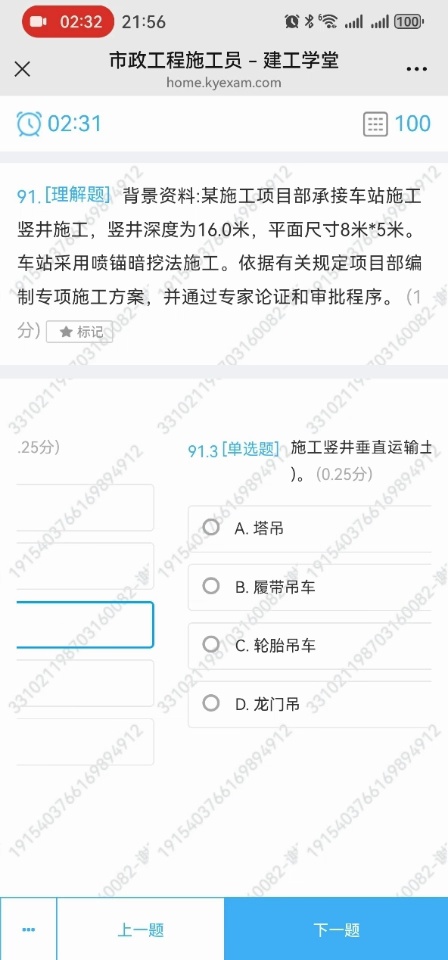 02:32 21:56 6 100
市政工程施工员 – 建工学堂
home.kyexam.com
02:31 100
91.[理解题] 背景资料:某施工项目部承接车站施工
竖井施工，竖井深度为16.0米，平面尺寸8米*5米。
车站采用喷锚暗挖法施工。依据有关规定项目部编
制专项施工方案，并通过专家论证和审批程序。(1
分) ★ 标记
.25分)
91.3 [单选题] 施工竖井垂直运输土
)。(0.25分)
A. 塔吊
B. 履带吊车
C. 轮胎吊车
D. 龙门吊
上一题 下一题